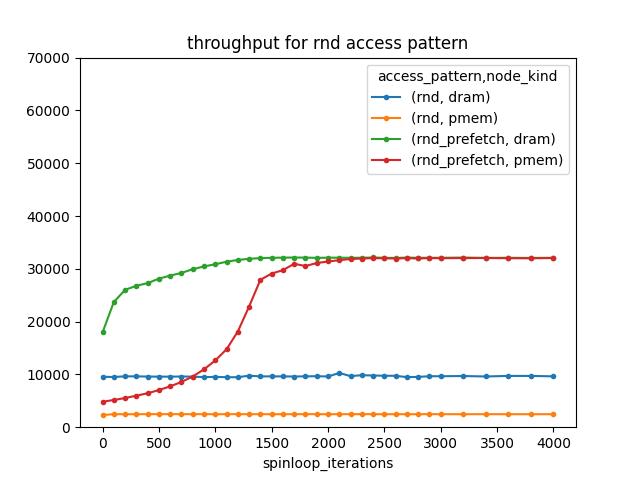 throughput for rnd access pattern
70000
60000
50000
40000
30000
20000
10000
0
access_pattern,node_kind
(rnd, dram)
(rnd, pmem)
(rnd_prefetch, dram)
(rnd_prefetch, pmem)
0 500 1000 1500 2000 2500 3000 3500 4000
spinloop_iterations